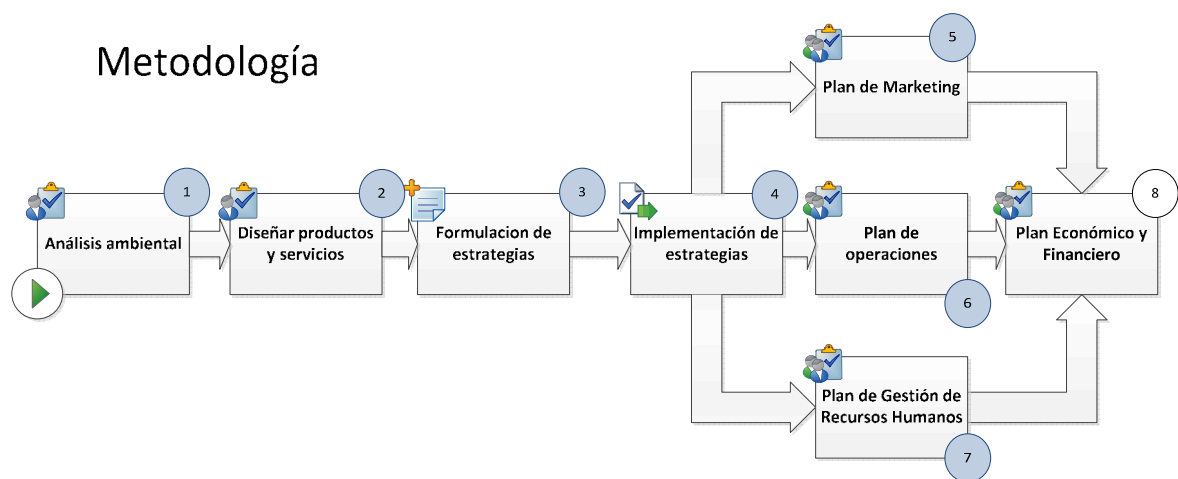 Metodología
1
Análisis ambiental
2
Diseñar productos
y servicios
3
Formulacion de
estrategias
4
Implementación de
estrategias
5
Plan de Marketing
Plan de
operaciones
6
Plan de Gestión de
Recursos Humanos
7
8
Plan Económico y
Financiero